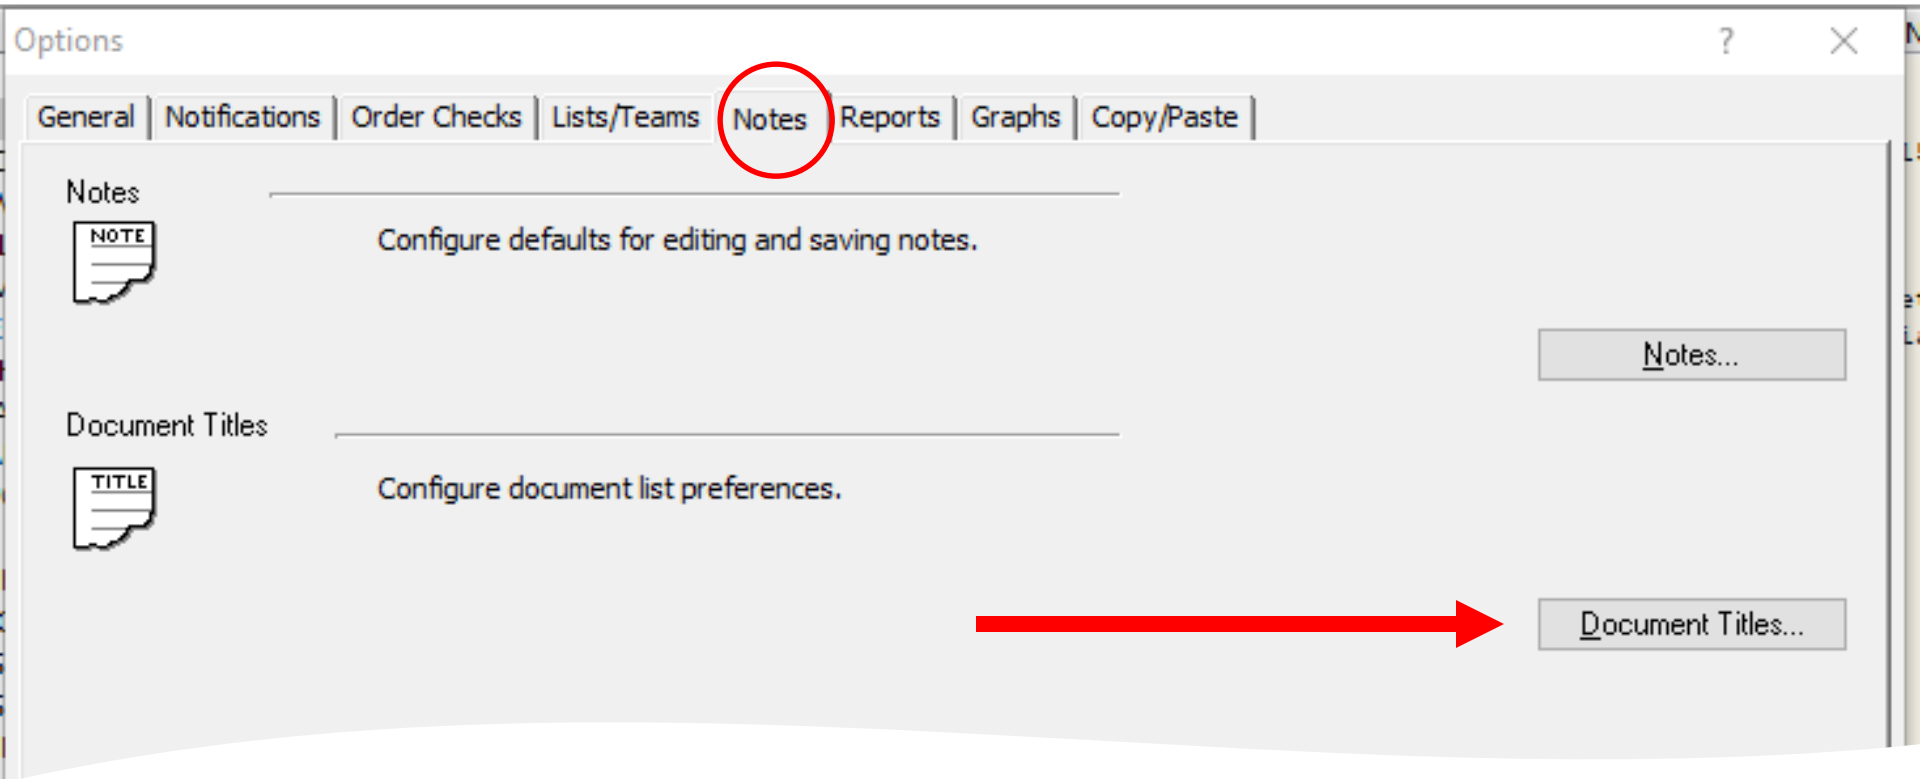 Options
General Notifications Order Checks Lists/Teams Notes Reports Graphs Copy/Paste
Notes
NOTE
Configure defaults for editing and saving notes.
Notes...
Document Titles
TITLE
Configure document list preferences.
Document Titles...